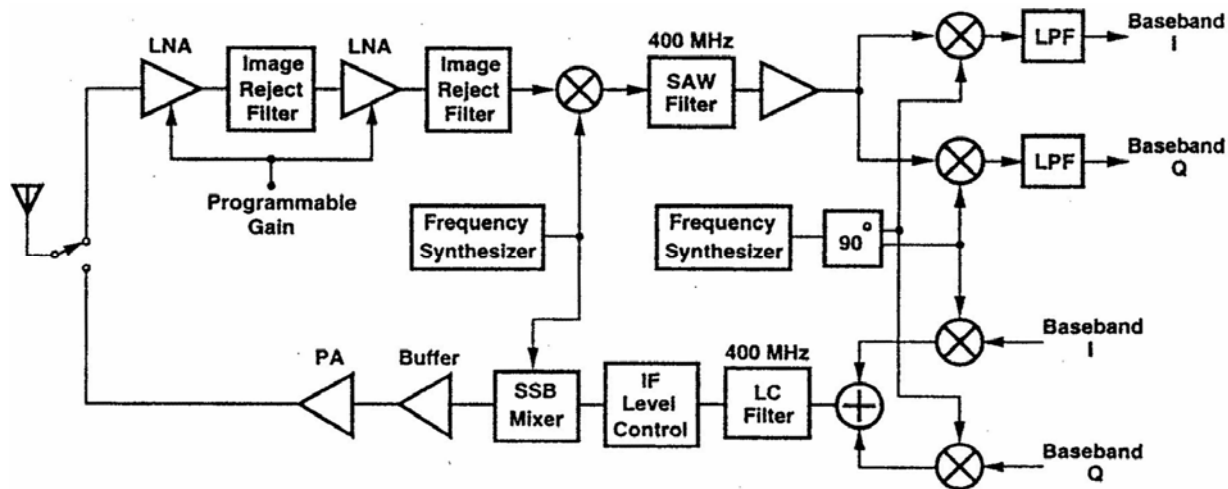 LNA
Image
Reject
Filter
LNA
Image
Reject
Filter
400 MHz
SAW
Filter
LPF
Baseband
I
LPF
Baseband
Q
Programmable
Gain
Frequency
Synthesizer
Frequency
Synthesizer
90°
PA
Buffer
SSB
Mixer
IF
Level
Control
400 MHz
LC
Filter
Baseband
I
Baseband
Q